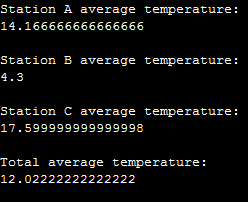 Station A average temperature:
14.166666666666666
Station B average temperature:
4.3
Station C average temperature:
17.599999999999998
Total average temperature:
12.02222222222222